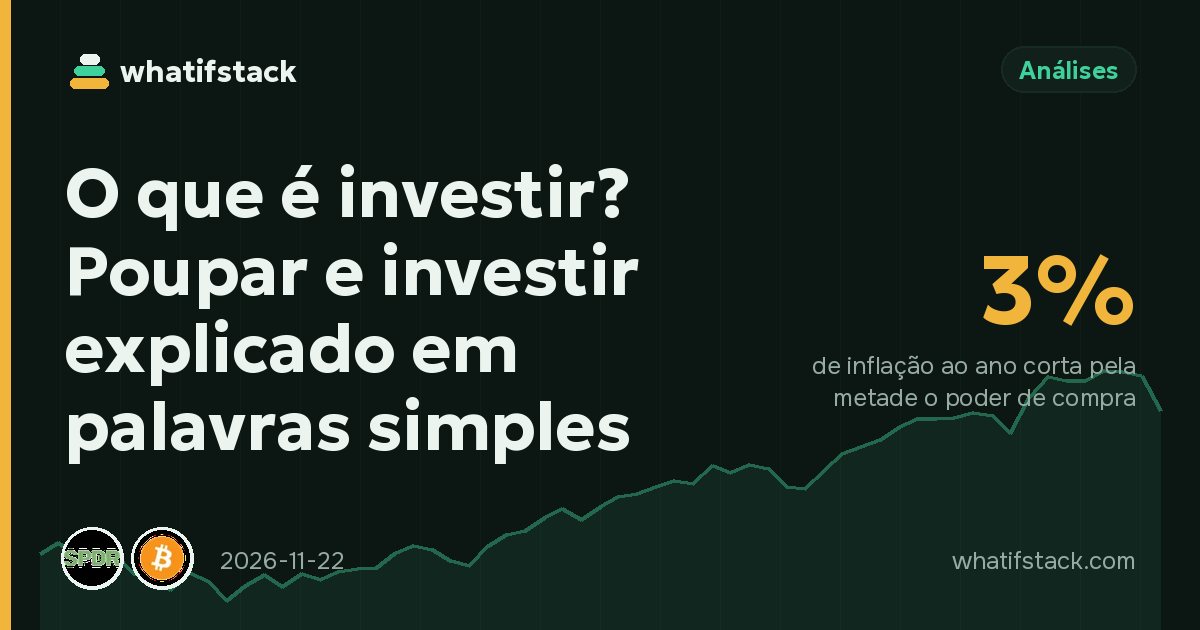 whatifstack
Análises
O que é investir?
Poupar e investir
explicado em
palavras simples
3%
de inflação ao ano corta pela
metade o poder de compra
SPDR
2026-11-22
whatifstack.com